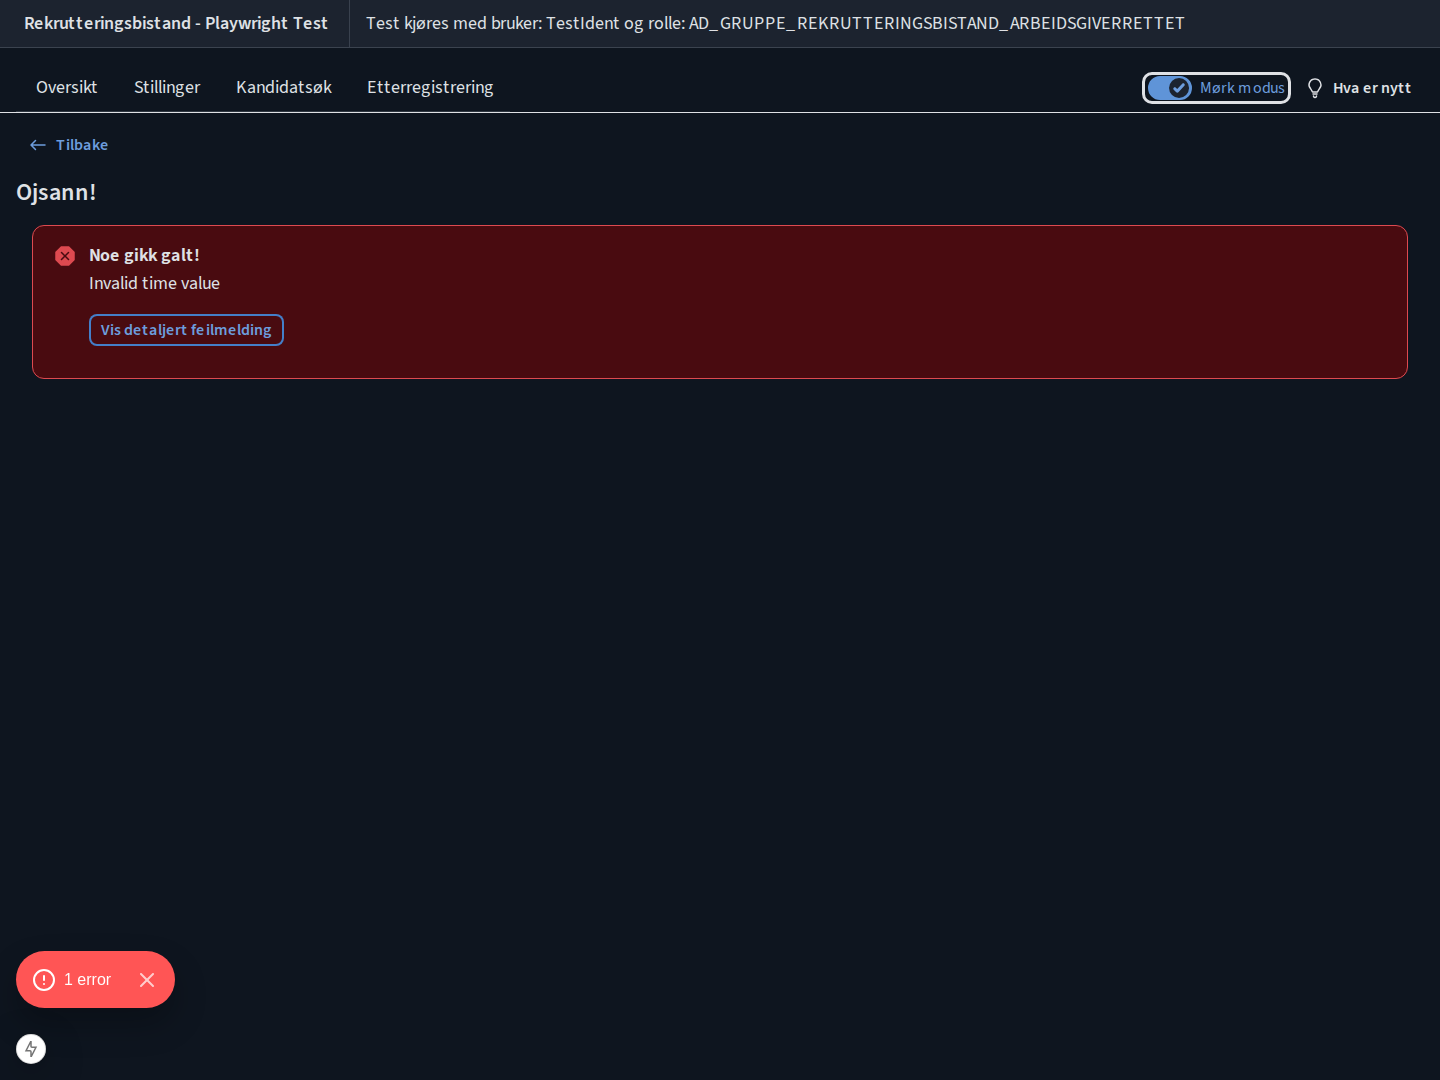 Rekrutteringsbistand - Playwright Test
Test kjøres med bruker: TestIdent og rolle: AD_GRUPPE_REKRUTTERINGSBISTAND_ARBEIDSGIVERRETTET
Oversikt
Stillinger
Kandidatsøk
Etterregistrering
Mørk modus
Hva er nytt
Tilbake
Ojsann!
Noe gikk galt!
Invalid time value
Vis detaljert feilmelding
1 error